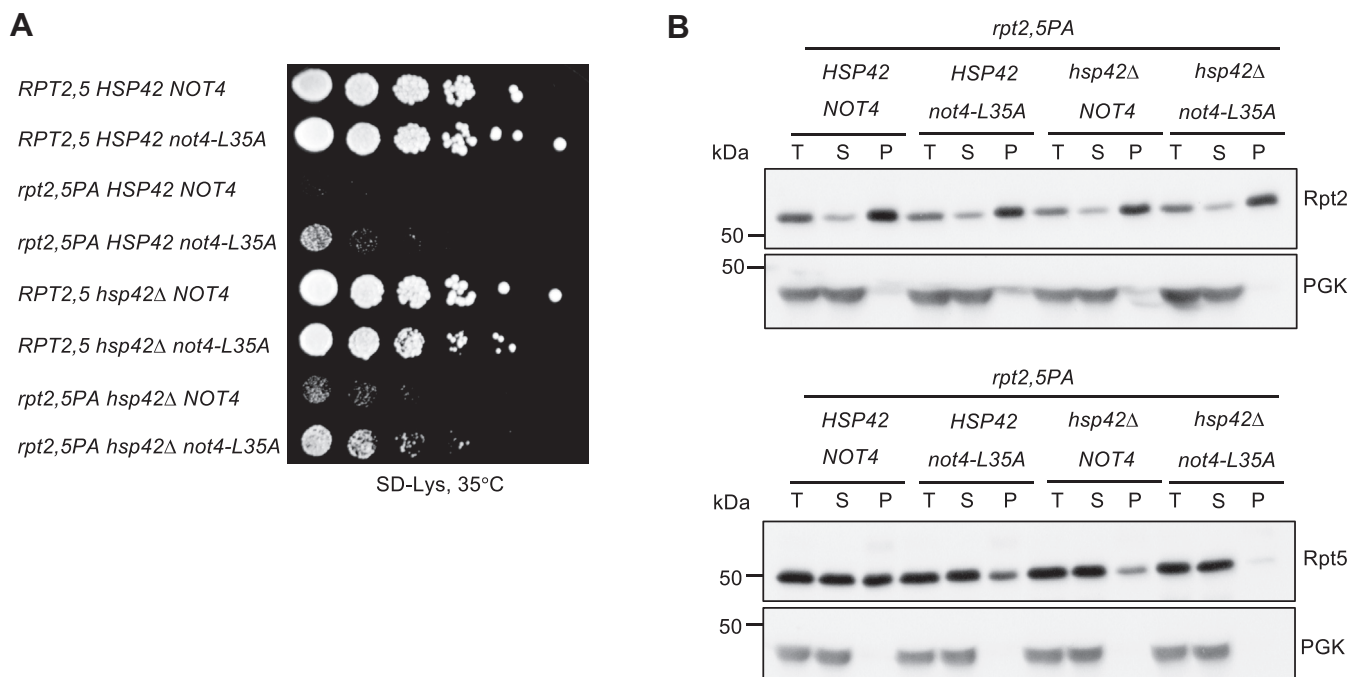 A
RPT2,5 HSP42 NOT4
RPT2,5 HSP42 not4-L35A
rpt2,5PA HSP42 NOT4
rpt2,5PA HSP42 not4-L35A
RPT2,5 hsp42Δ NOT4
RPT2,5 hsp42Δ not4-L35A
rpt2,5PA hsp42Δ NOT4
rpt2,5PA hsp42Δ not4-L35A
SD-Lys, 35°C
B
rpt2,5PA
HSP42 HSP42 hsp42Δ hsp42Δ
NOT4 not4-L35A NOT4 not4-L35A
kDa T S P T S P T S P T S P
Rpt2
50
50
PGK
rpt2,5PA
HSP42 HSP42 hsp42Δ hsp42Δ
NOT4 not4-L35A NOT4 not4-L35A
kDa T S P T S P T S P T S P
Rpt5
50
50
PGK